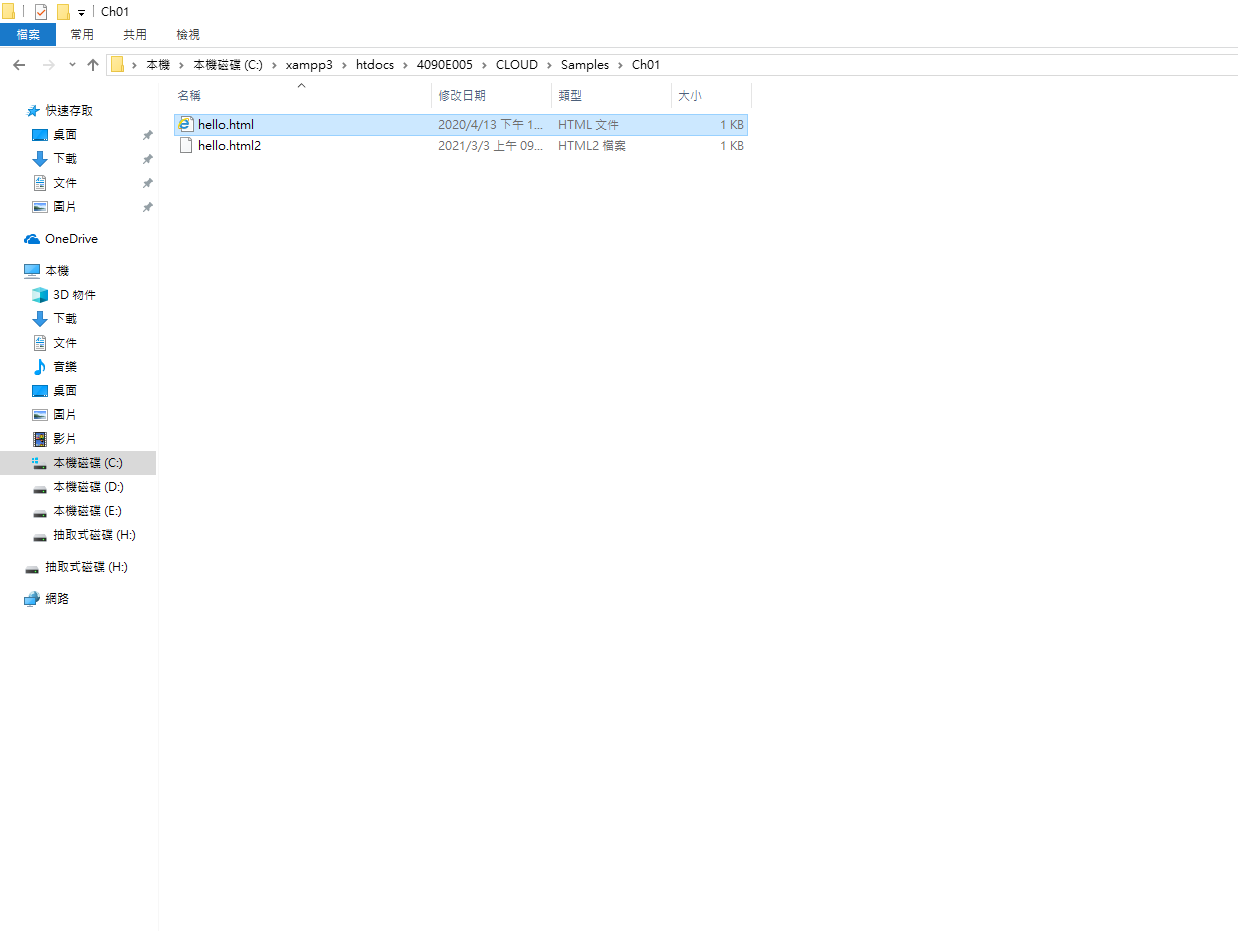 Ch01
檔案 常用 共用 檢視
本機 本機磁碟 (C:) xampp3 htdocs 4090E005 CLOUD Samples Ch01
名稱 修改日期 類型 大小
hello.html 2020/4/13 下午 1... HTML 文件 1 KB
hello.html2 2021/3/3 上午 09... HTML2 檔案 1 KB
快速存取
桌面
下載
文件
圖片
OneDrive
本機
3D 物件
下載
文件
音樂
桌面
圖片
影片
本機磁碟 (C:)
本機磁碟 (D:)
本機磁碟 (E:)
抽取式磁碟 (H:)
抽取式磁碟 (H:)
網路